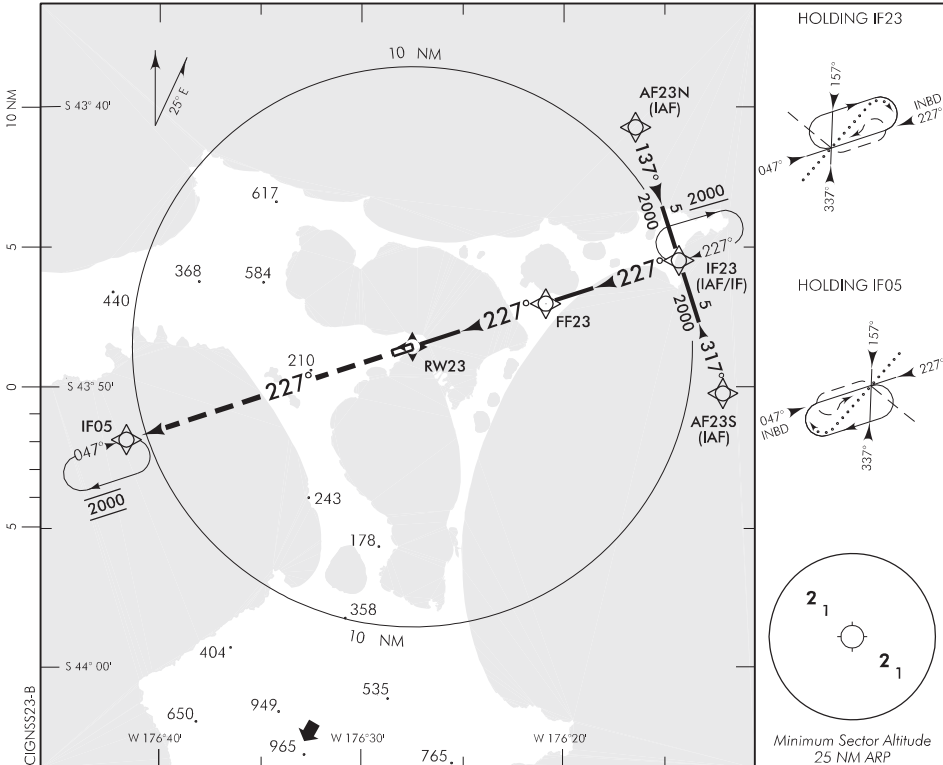 HOLDING IF23
10 NM
10 NM
25° E
S 43° 40'
AF23N
(IAF)
157°
INBD
227°
047°
337°
137°
617
2000
5
2000
5
227°
227°
IF23
(IAF/IF)
368
584
HOLDING IF05
440
2000
5
FF23
157°
227°
317°
RW23
210
227°
0
S 43° 50'
227°
AF23S
(IAF)
047°
INBD
IF05
047°
337°
2000
243
5
178
358
10 NM
2 1
404
2 1
S 44° 00'
535
949
650
CIGNSS23-B
W 176°40'
965
W 176°30'
765
W 176°20'
Minimum Sector Altitude
25 NM ARP